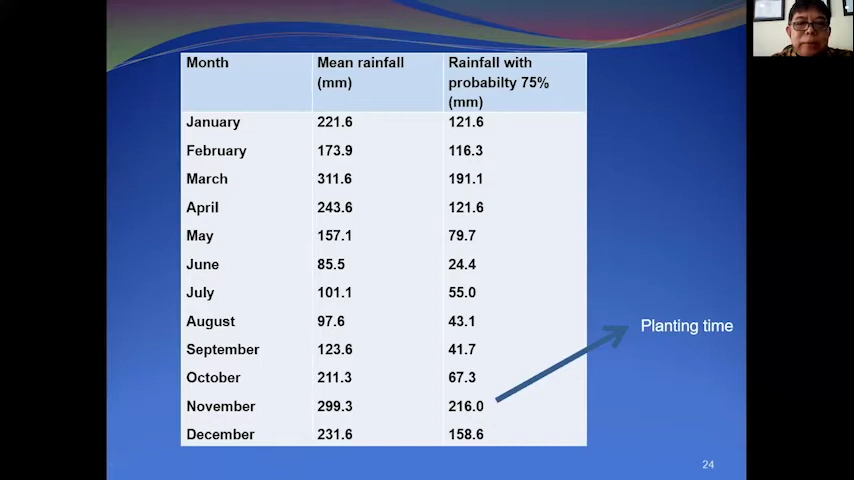 Month Mean rainfall (mm) Rainfall with probabilty 75% (mm)
January 221.6 121.6
February 173.9 116.3
March 311.6 191.1
April 243.6 121.6
May 157.1 79.7
June 85.5 24.4
July 101.1 55.0
August 97.6 43.1
September 123.6 41.7
October 211.3 67.3
November 299.3 216.0
December 231.6 158.6
Planting time
24